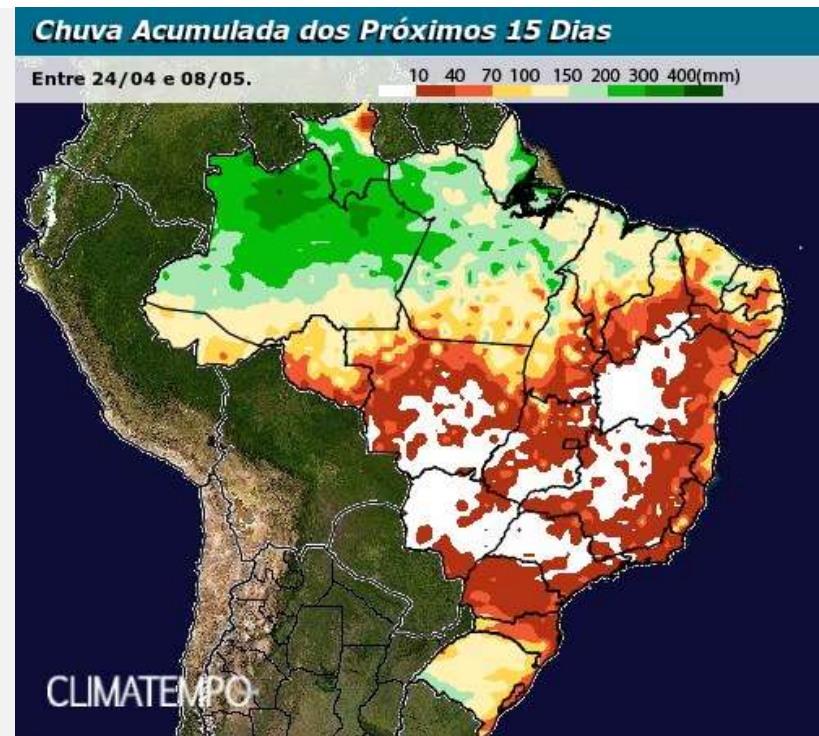 Chuva Acumulada dos Próximos 15 Dias
Entre 24/04 e 08/05.
10 40 70 100 150 200 300 400(mm)
CLIMATEMPO